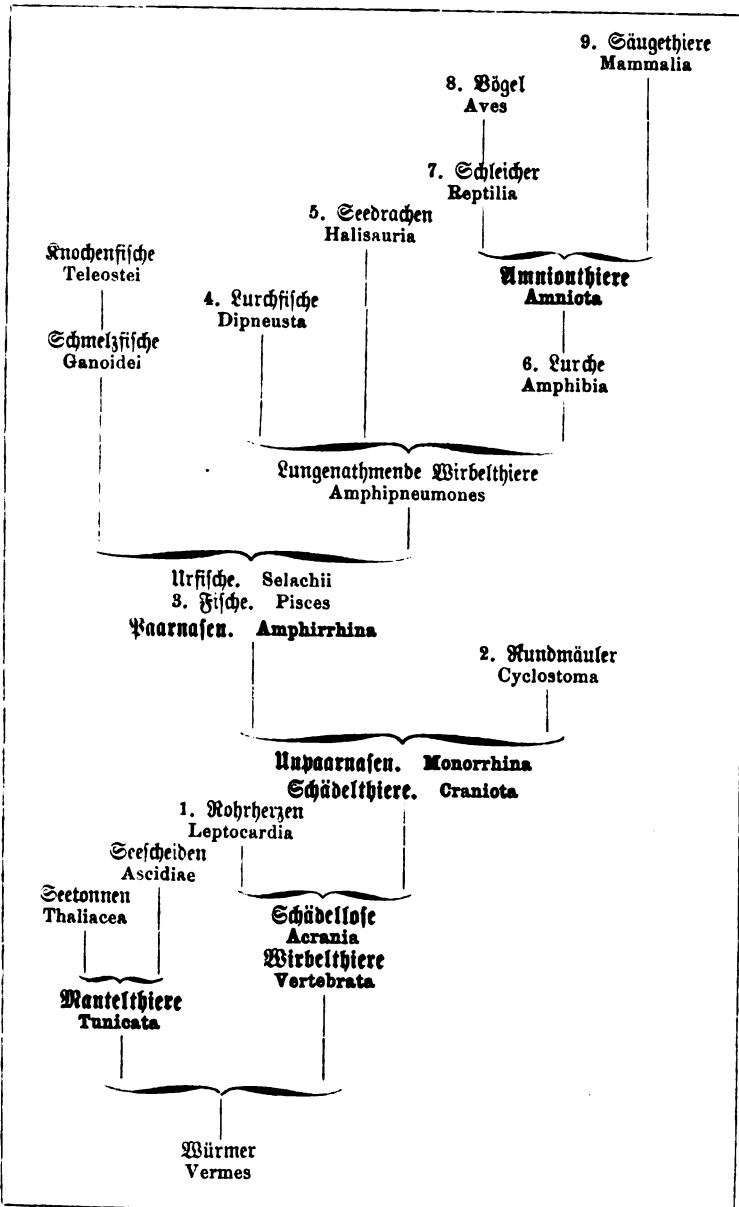 9. Säugethiere
Mammalia
8. Vögel
Aves
7. Schleicher
Reptilia
5. Seedrachen
Halisauria
Knochenfische
Teleostei
Amnionthiere
Amniota
4. Lurchfische
Dipneusta
Schmelzfische
Ganoidei
6. Lurche
Amphibia
Lungenathmende Wirbelthiere
Amphipneumones
Urfische. Selachii
3. Fische. Pisces
Paarnasen. Amphirrhina
2. Rundmäuler
Cyclostoma
Unpaarnasen. Monorrhina
Schädelthiere. Craniota
1. Rohrherzen
Leptocardia
Seescheiden
Ascidiae
Seetonnen
Thaliacea
Schädellose
Acrania
Wirbelthiere
Vertebrata
Mantelthiere
Tunicata
Würmer
Vermes